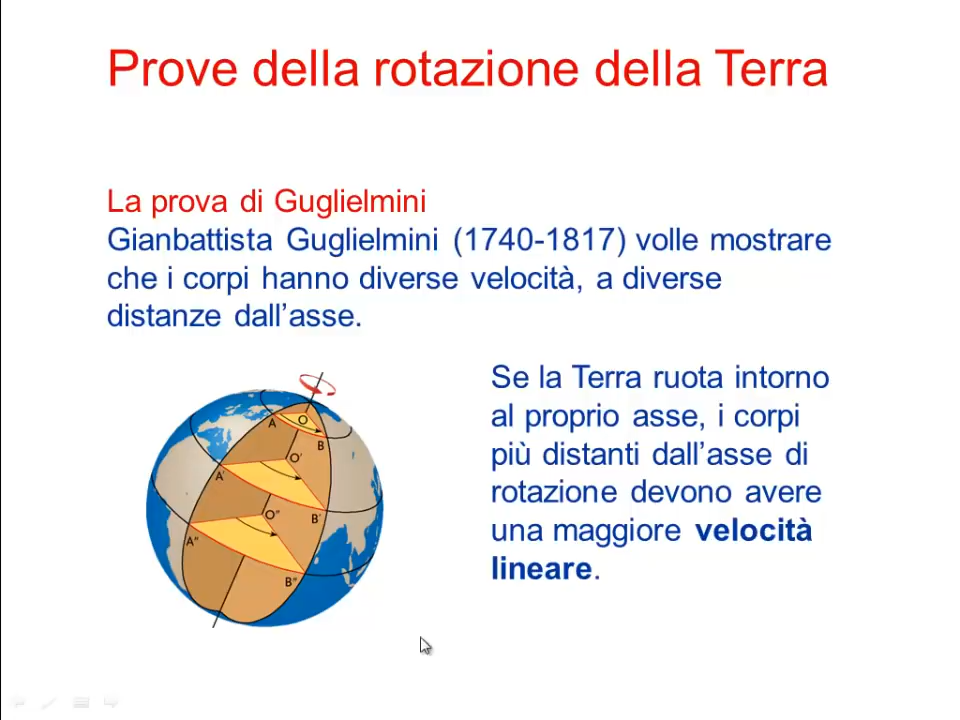 Prove della rotazione della Terra
La prova di Guglielmini
Gianbattista Guglielmini (1740-1817) volle mostrare
che i corpi hanno diverse velocità, a diverse
distanze dall’asse.
Se la Terra ruota intorno
al proprio asse, i corpi
più distanti dall’asse di
rotazione devono avere
una maggiore velocità
lineare.
A
O
B
O'
A'
B'
O"
A"
B"